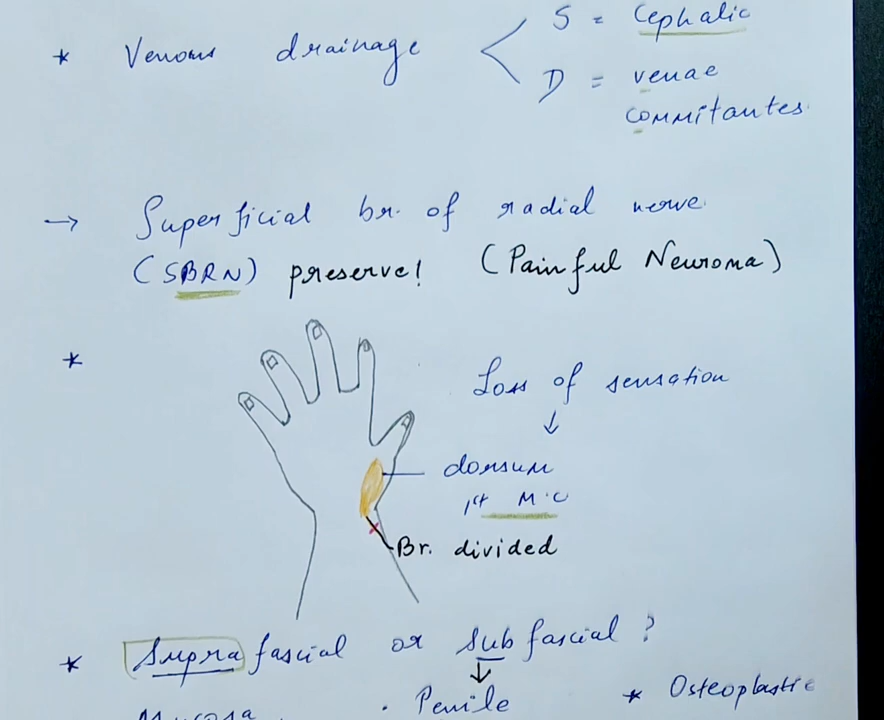 * Venous drainage < S = Cephalic
D = venae
commitantes
→ Superficial br. of radial nerve
(SBRN) preserve! (Painful Neuroma)
*
Loss of sensation
↓
dorsum
1st M.C
Br. divided
* Suprafascial or Subfascial ?
↓
Mucosa · Penile * Osteoplastic